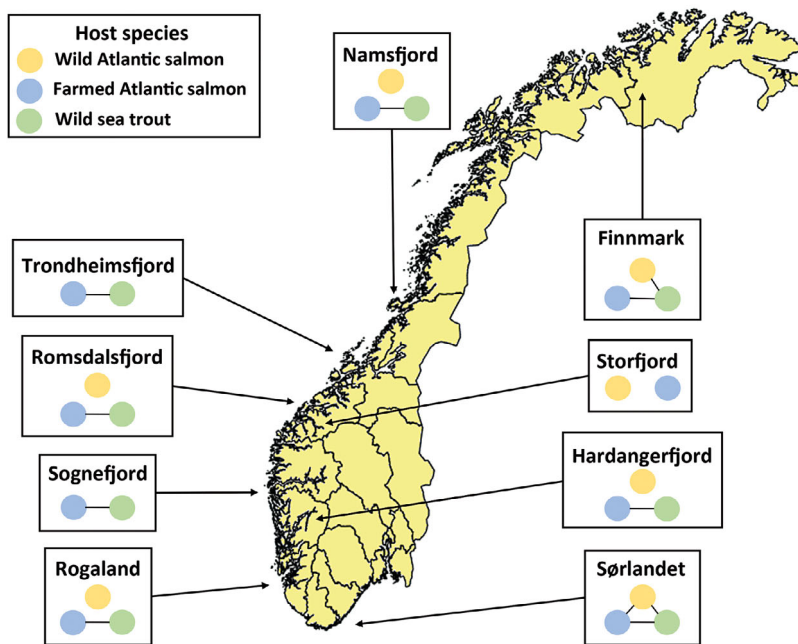 Host species
Wild Atlantic salmon
Farmed Atlantic salmon
Wild sea trout
Namsfjord
Finnmark
Trondheimsfjord
Romsdalsfjord
Storfjord
Sognefjord
Hardangerfjord
Rogaland
Sørlandet